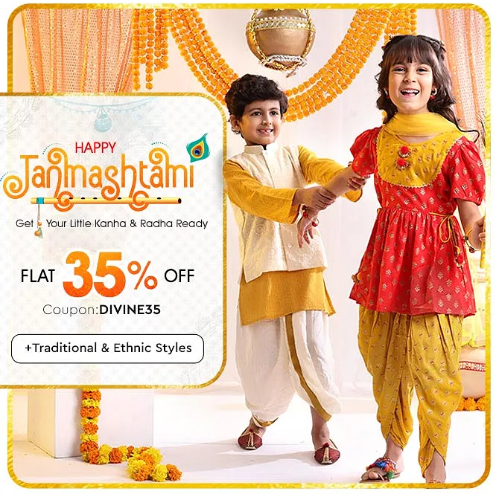 HAPPY
Janmashtami
Get Your Little Kanha & Radha Ready
FLAT 35% OFF
Coupon:DIVINE35
+Traditional & Ethnic Styles